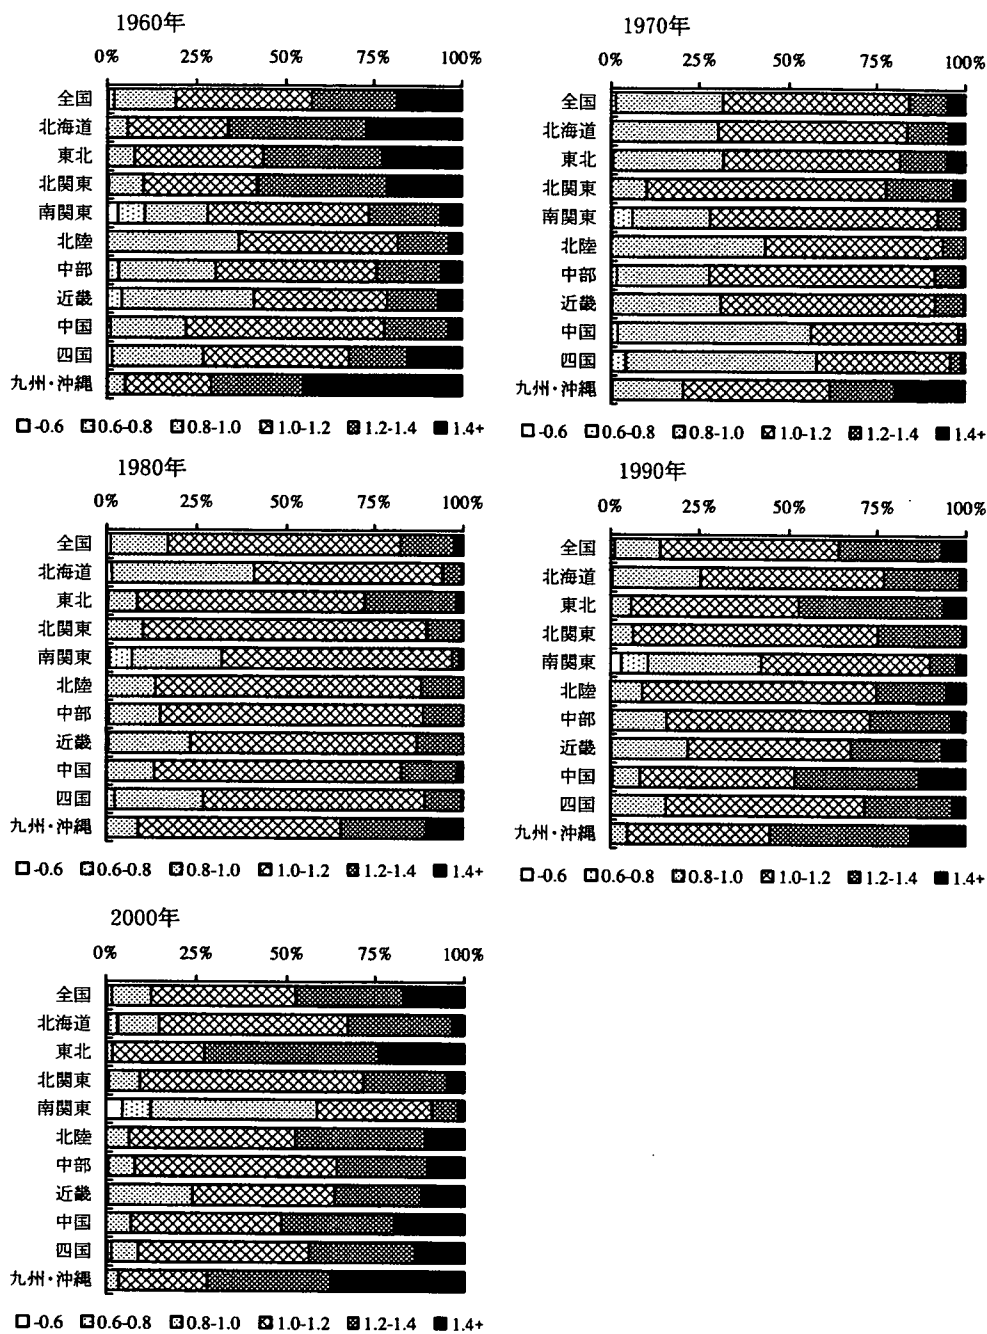 1960年
0% 25% 50% 75% 100%
全国
北海道
東北
北関東
南関東
北陸
中部
近畿
中国
四国
九州・沖縄
-0.6 0.6-0.8 0.8-1.0 1.0-1.2 1.2-1.4 1.4+
1970年
0% 25% 50% 75% 100%
全国
北海道
東北
北関東
南関東
北陸
中部
近畿
中国
四国
九州・沖縄
-0.6 0.6-0.8 0.8-1.0 1.0-1.2 1.2-1.4 1.4+
1980年
0% 25% 50% 75% 100%
全国
北海道
東北
北関東
南関東
北陸
中部
近畿
中国
四国
九州・沖縄
-0.6 0.6-0.8 0.8-1.0 1.0-1.2 1.2-1.4 1.4+
1990年
0% 25% 50% 75% 100%
全国
北海道
東北
北関東
南関東
北陸
中部
近畿
中国
四国
九州・沖縄
-0.6 0.6-0.8 0.8-1.0 1.0-1.2 1.2-1.4 1.4+
2000年
0% 25% 50% 75% 100%
全国
北海道
東北
北関東
南関東
北陸
中部
近畿
中国
四国
九州・沖縄
-0.6 0.6-0.8 0.8-1.0 1.0-1.2 1.2-1.4 1.4+